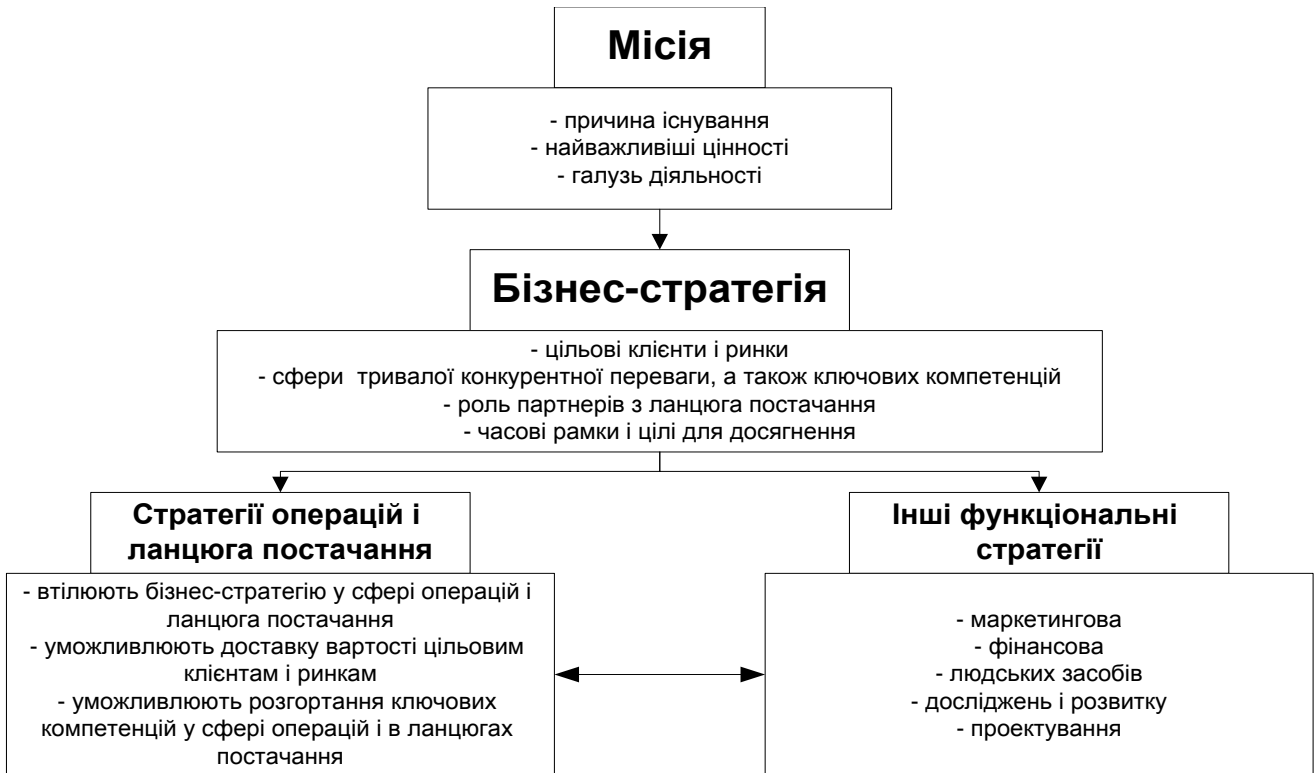 Місія
- причина існування
- найважливіші цінності
- галузь діяльності
Бізнес-стратегія
- цільові клієнти і ринки
- сфери  тривалої конкурентної переваги, а також ключових компетенцій
- роль партнерів з ланцюга постачання
- часові рамки і цілі для досягнення
Стратегії операцій і
ланцюга постачання
- втілюють бізнес-стратегію у сфері операцій і
ланцюга постачання
- уможливлюють доставку вартості цільовим
клієнтам і ринкам
- уможливлюють розгортання ключових
компетенцій у сфері операцій і в ланцюгах
постачання
Інші функціональні
стратегії
- маркетингова
- фінансова
- людських засобів
- досліджень і розвитку
- проектування